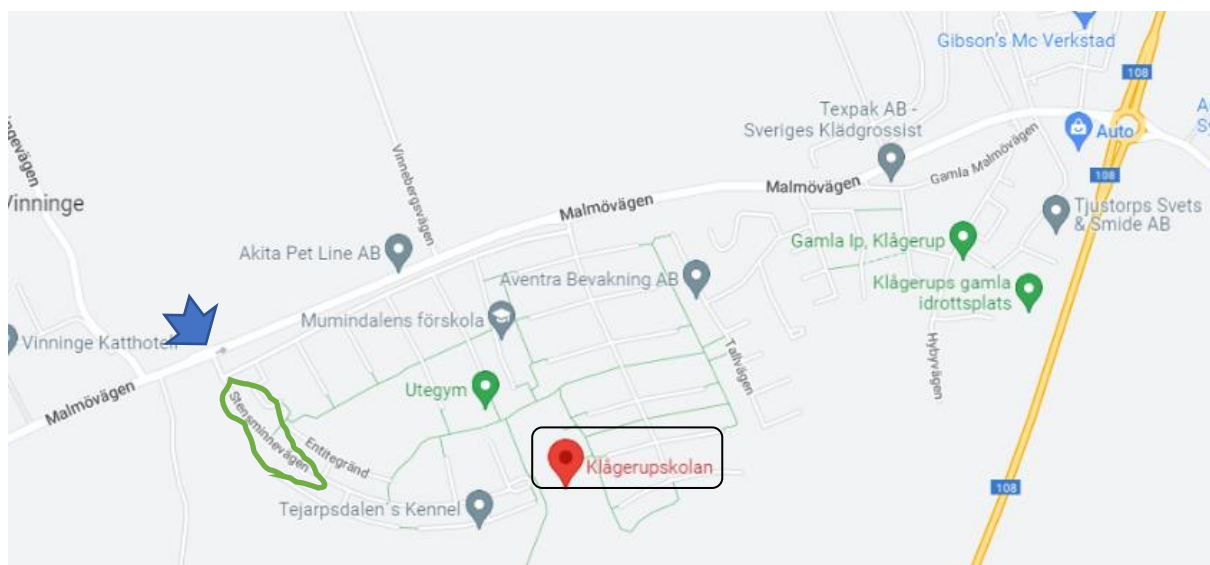 Gibson's Mc Verkstad
108
Texpak AB -
Sveriges Klädgrossist
Auto
Vinnebergsvägen
Gamla Malmövägen
108
Malmövägen
Vinninge
Malmövägen
Tjustorps Svets
& Smide AB
Akita Pet Line AB
Gamla Ip, Klågerup
Aventra Bevakning AB
Klågerups gamla
idrottsplats
Mumindalens förskola
Vinninge Katthotell
Tallvägen
Hybyvägen
Malmövägen
Utegym
Stensminnevägen
Entitegränd
Klågerupskolan
108
Tejarpsdalen´s Kennel